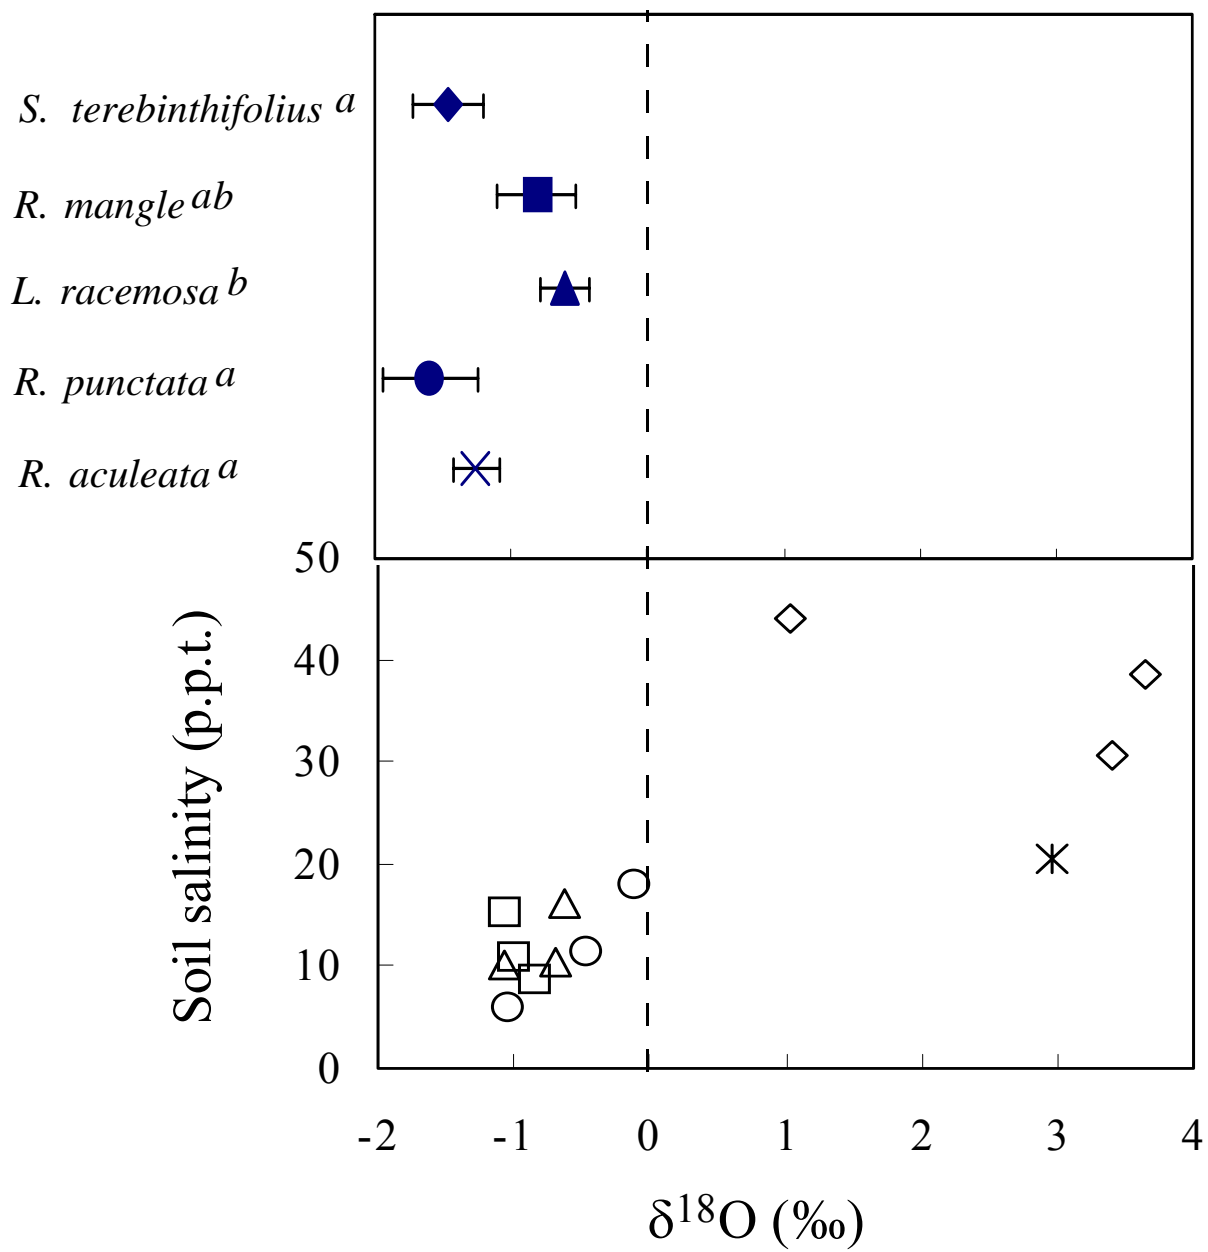 S. terebinthifolius a
R. mangle ab
L. racemosa b
R. punctata a
R. aculeata a
50
40
30
20
10
0
Soil salinity (p.p.t.)
-2 -1 0 1 2 3 4
δ¹⁸O (‰)